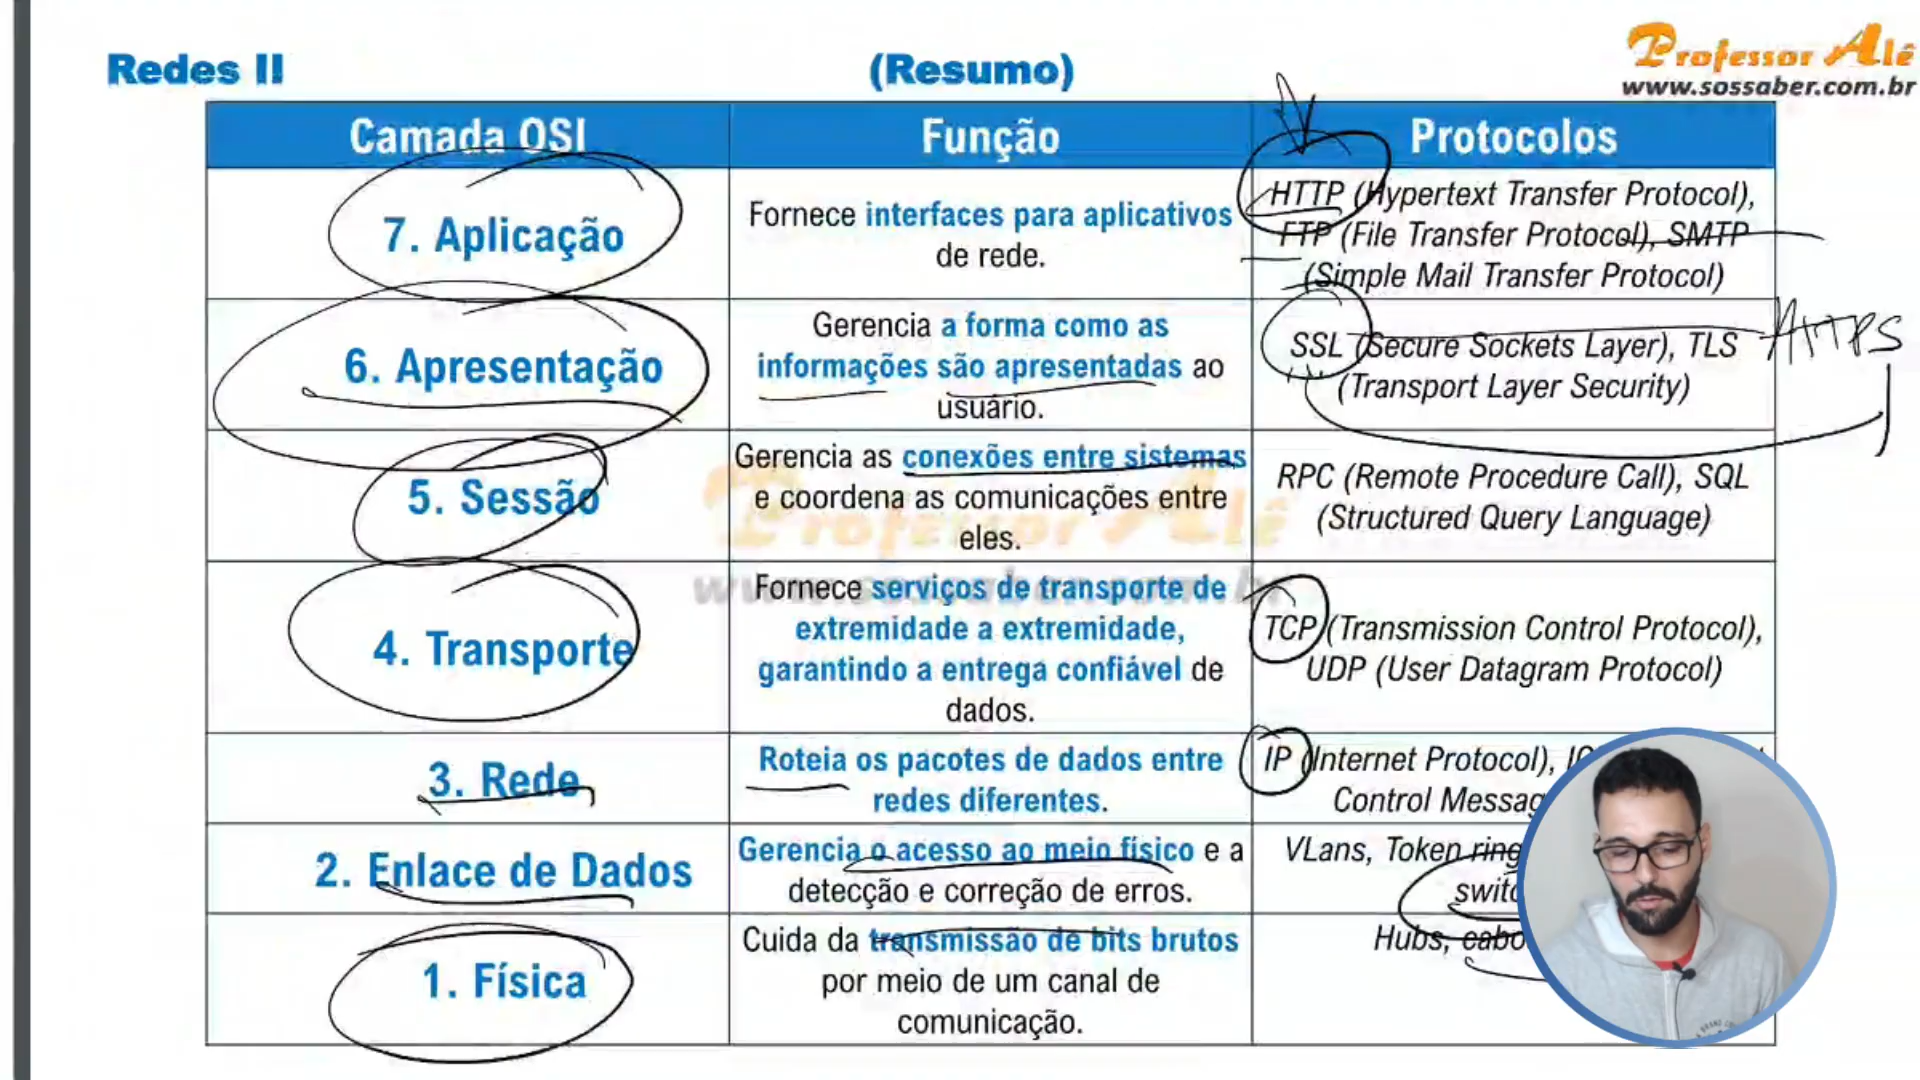 Redes II
(Resumo)
Professor Alê
www.sossaber.com.br
Camada OSI
Função
Protocolos
7. Aplicação
Fornece interfaces para aplicativos
de rede.
HTTP (Hypertext Transfer Protocol),
FTP (File Transfer Protocol), SMTP
(Simple Mail Transfer Protocol)
6. Apresentação
Gerencia a forma como as
informações são apresentadas ao
usuário.
SSL (Secure Sockets Layer), TLS
(Transport Layer Security)
HTTPS
5. Sessão
Gerencia as conexões entre sistemas
e coordena as comunicações entre
eles.
RPC (Remote Procedure Call), SQL
(Structured Query Language)
Professor Alê
www.sossaber.com.br
4. Transporte
Fornece serviços de transporte de
extremidade a extremidade,
garantindo a entrega confiável de
dados.
TCP (Transmission Control Protocol),
UDP (User Datagram Protocol)
3. Rede
Roteia os pacotes de dados entre
redes diferentes.
IP (Internet Protocol),
Control
2. Enlace de Dados
Gerencia o acesso ao meio físico e a
detecção e correção de erros.
VLans, Token ring
1. Física
Cuida da transmissão de bits brutos
por meio de um canal de
comunicação.
Hubs,